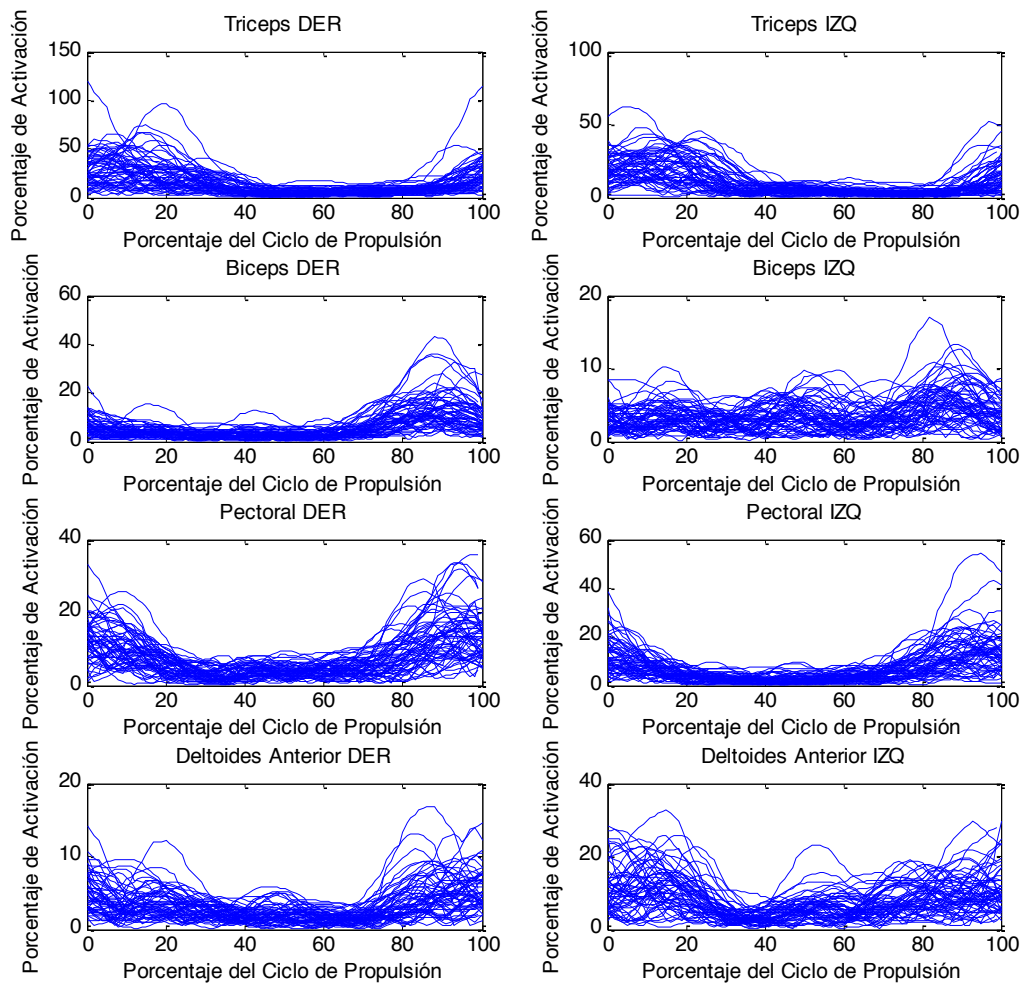 Triceps DER
Porcentaje de Activación
150
100
50
0
0 20 40 60 80 100
Porcentaje del Ciclo de Propulsión
Triceps IZQ
Porcentaje de Activación
100
50
0
0 20 40 60 80 100
Porcentaje del Ciclo de Propulsión
Biceps DER
Porcentaje de Activación
60
40
20
0
0 20 40 60 80 100
Porcentaje del Ciclo de Propulsión
Biceps IZQ
Porcentaje de Activación
20
10
0
0 20 40 60 80 100
Porcentaje del Ciclo de Propulsión
Pectoral DER
Porcentaje de Activación
40
20
0
0 20 40 60 80 100
Porcentaje del Ciclo de Propulsión
Pectoral IZQ
Porcentaje de Activación
60
40
20
0
0 20 40 60 80 100
Porcentaje del Ciclo de Propulsión
Deltoides Anterior DER
Porcentaje de Activación
20
10
0
0 20 40 60 80 100
Porcentaje del Ciclo de Propulsión
Deltoides Anterior IZQ
Porcentaje de Activación
40
20
0
0 20 40 60 80 100
Porcentaje del Ciclo de Propulsión